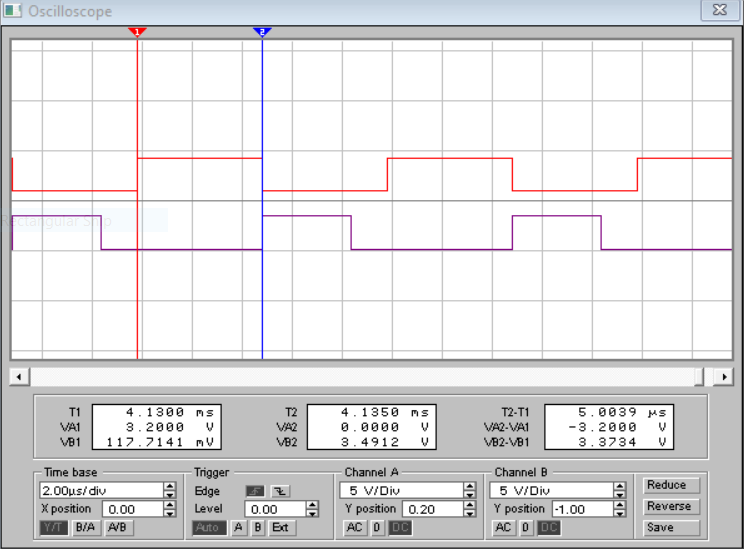 Oscilloscope
1
2
Rectangular Snip
T1 4.1300 ms T2 4.1350 ms T2-T1 5.0039 µs
VA1 3.2000 V VA2 0.0000 V VA2-VA1 -3.2000 V
VB1 117.7141 mV VB2 3.4912 V VB2-VB1 3.3734 V
Time base Trigger Channel A Channel B
2.00µs/div Edge 5 V/Div 5 V/Div Reduce
X position 0.00 Level 0.00 Y position 0.20 Y position -1.00 Reverse
Y/T B/A A/B Auto A B Ext AC 0 DC AC 0 DC Save